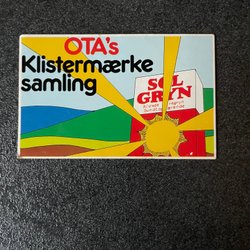 OTA's
Klistermærke
samling
SOL
GRYN